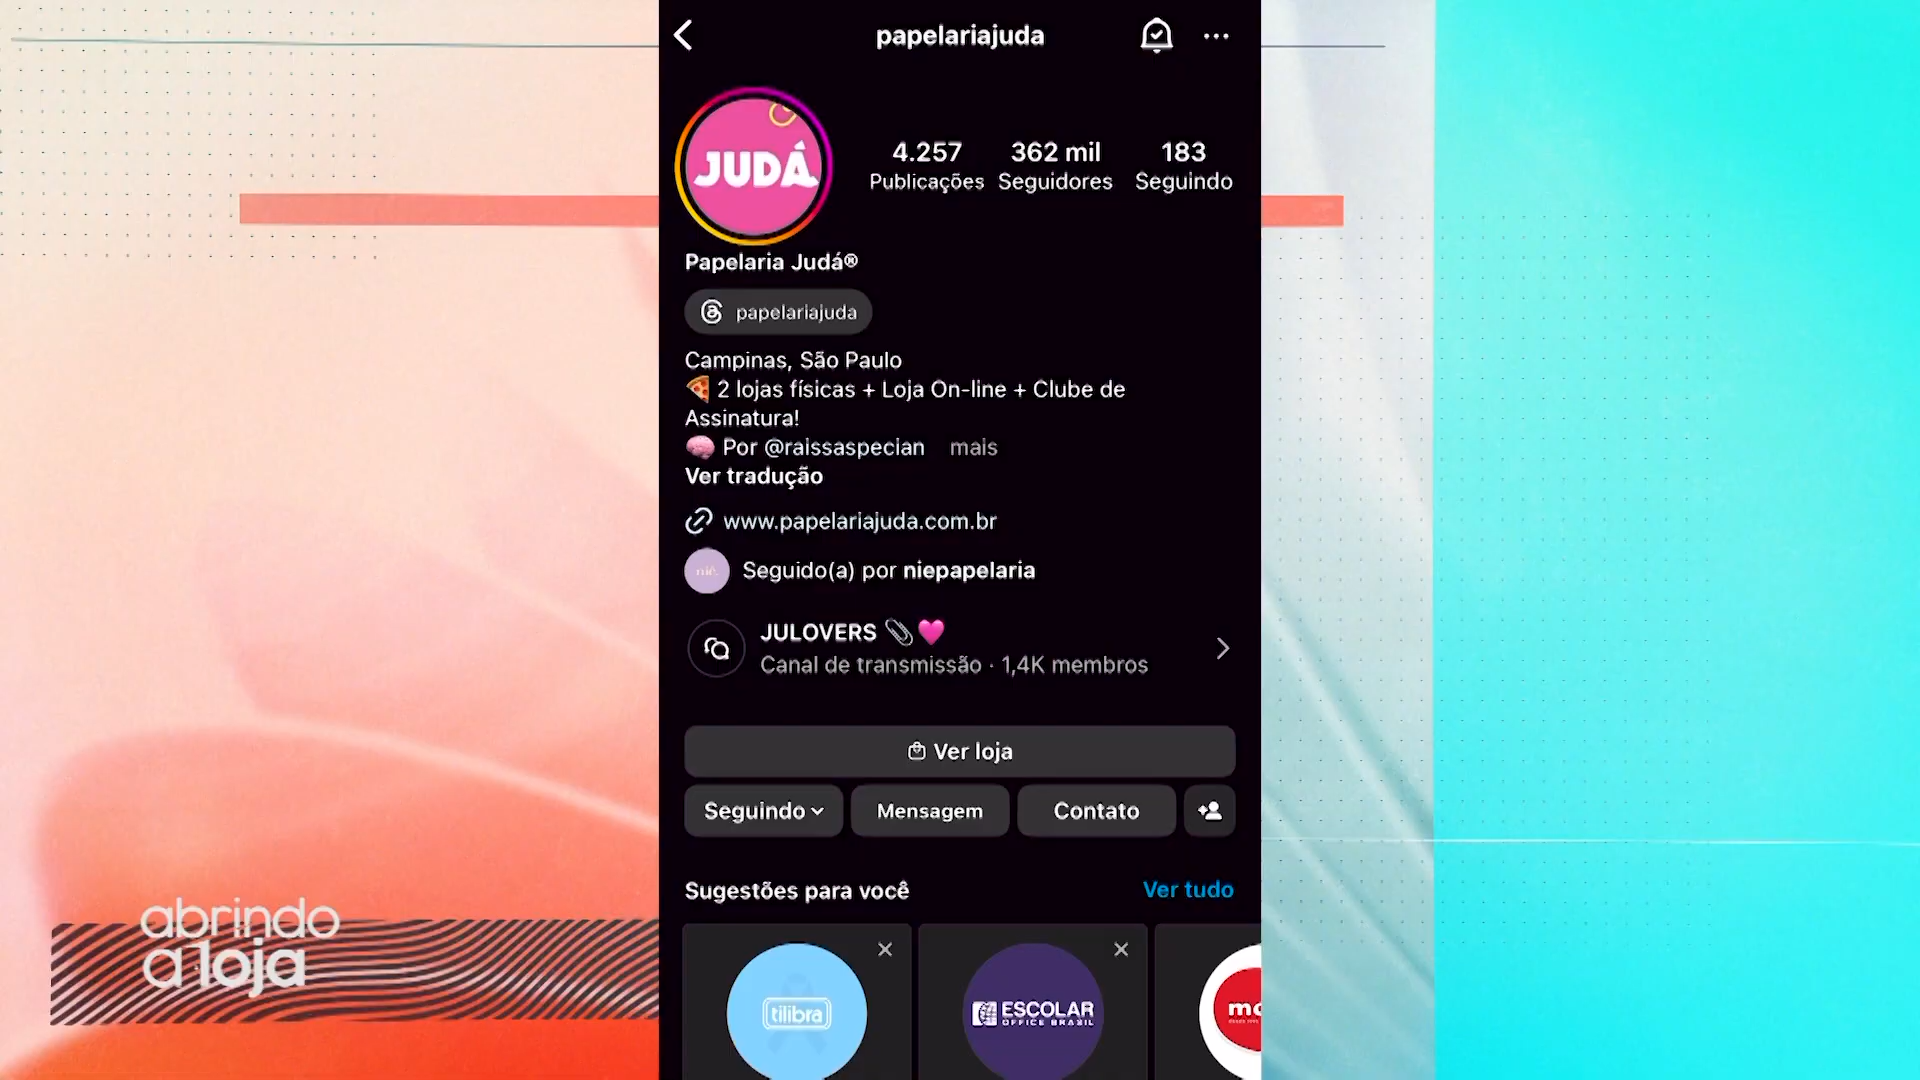 papelariajuda
JUDÁ
4.257
Publicações
362 mil
Seguidores
183
Seguindo
Papelaria Judá®
papelariajuda
Campinas, São Paulo
🍕 2 lojas físicas + Loja On-line + Clube de
Assinatura!
🧠 Por @raissaspecian mais
Ver tradução
www.papelariajuda.com.br
niê.
Seguido(a) por niepapelaria
JULOVERS 📎🩷
Canal de transmissão · 1,4K membros
Ver loja
Seguindo
Mensagem
Contato
Sugestões para você
Ver tudo
tilibra
ESCOLAR
OFFICE BRASIL
abrindo
a loja